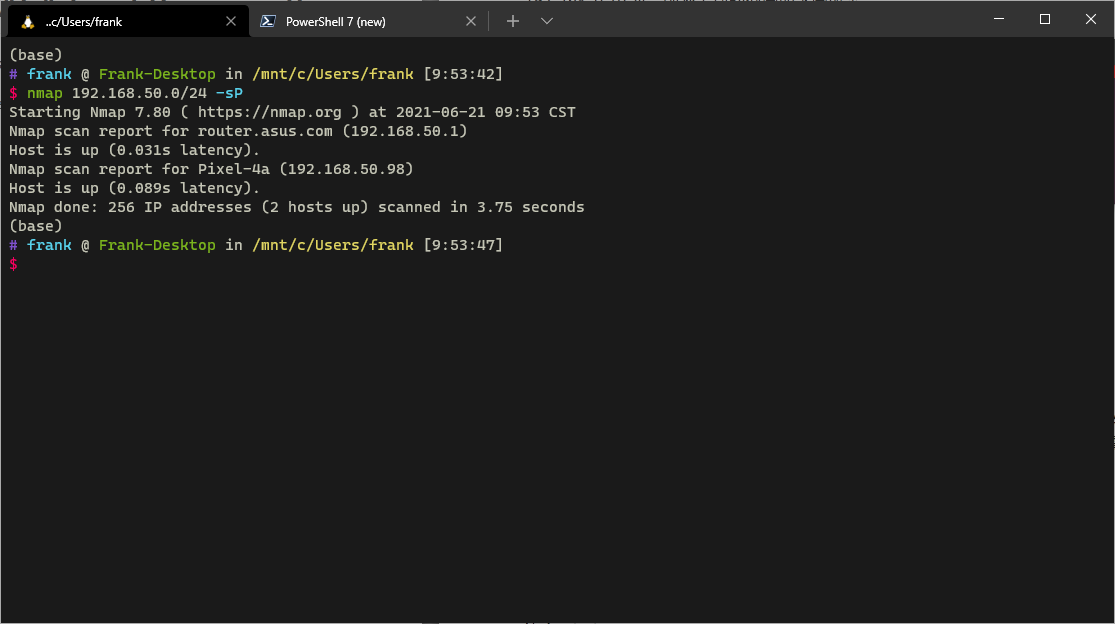 ..c/Users/frank
PowerShell 7 (new)
(base)
# frank @ Frank-Desktop in /mnt/c/Users/frank [9:53:42]
$ nmap 192.168.50.0/24 -sP
Starting Nmap 7.80 ( https://nmap.org ) at 2021-06-21 09:53 CST
Nmap scan report for router.asus.com (192.168.50.1)
Host is up (0.031s latency).
Nmap scan report for Pixel-4a (192.168.50.98)
Host is up (0.089s latency).
Nmap done: 256 IP addresses (2 hosts up) scanned in 3.75 seconds
(base)
# frank @ Frank-Desktop in /mnt/c/Users/frank [9:53:47]
$